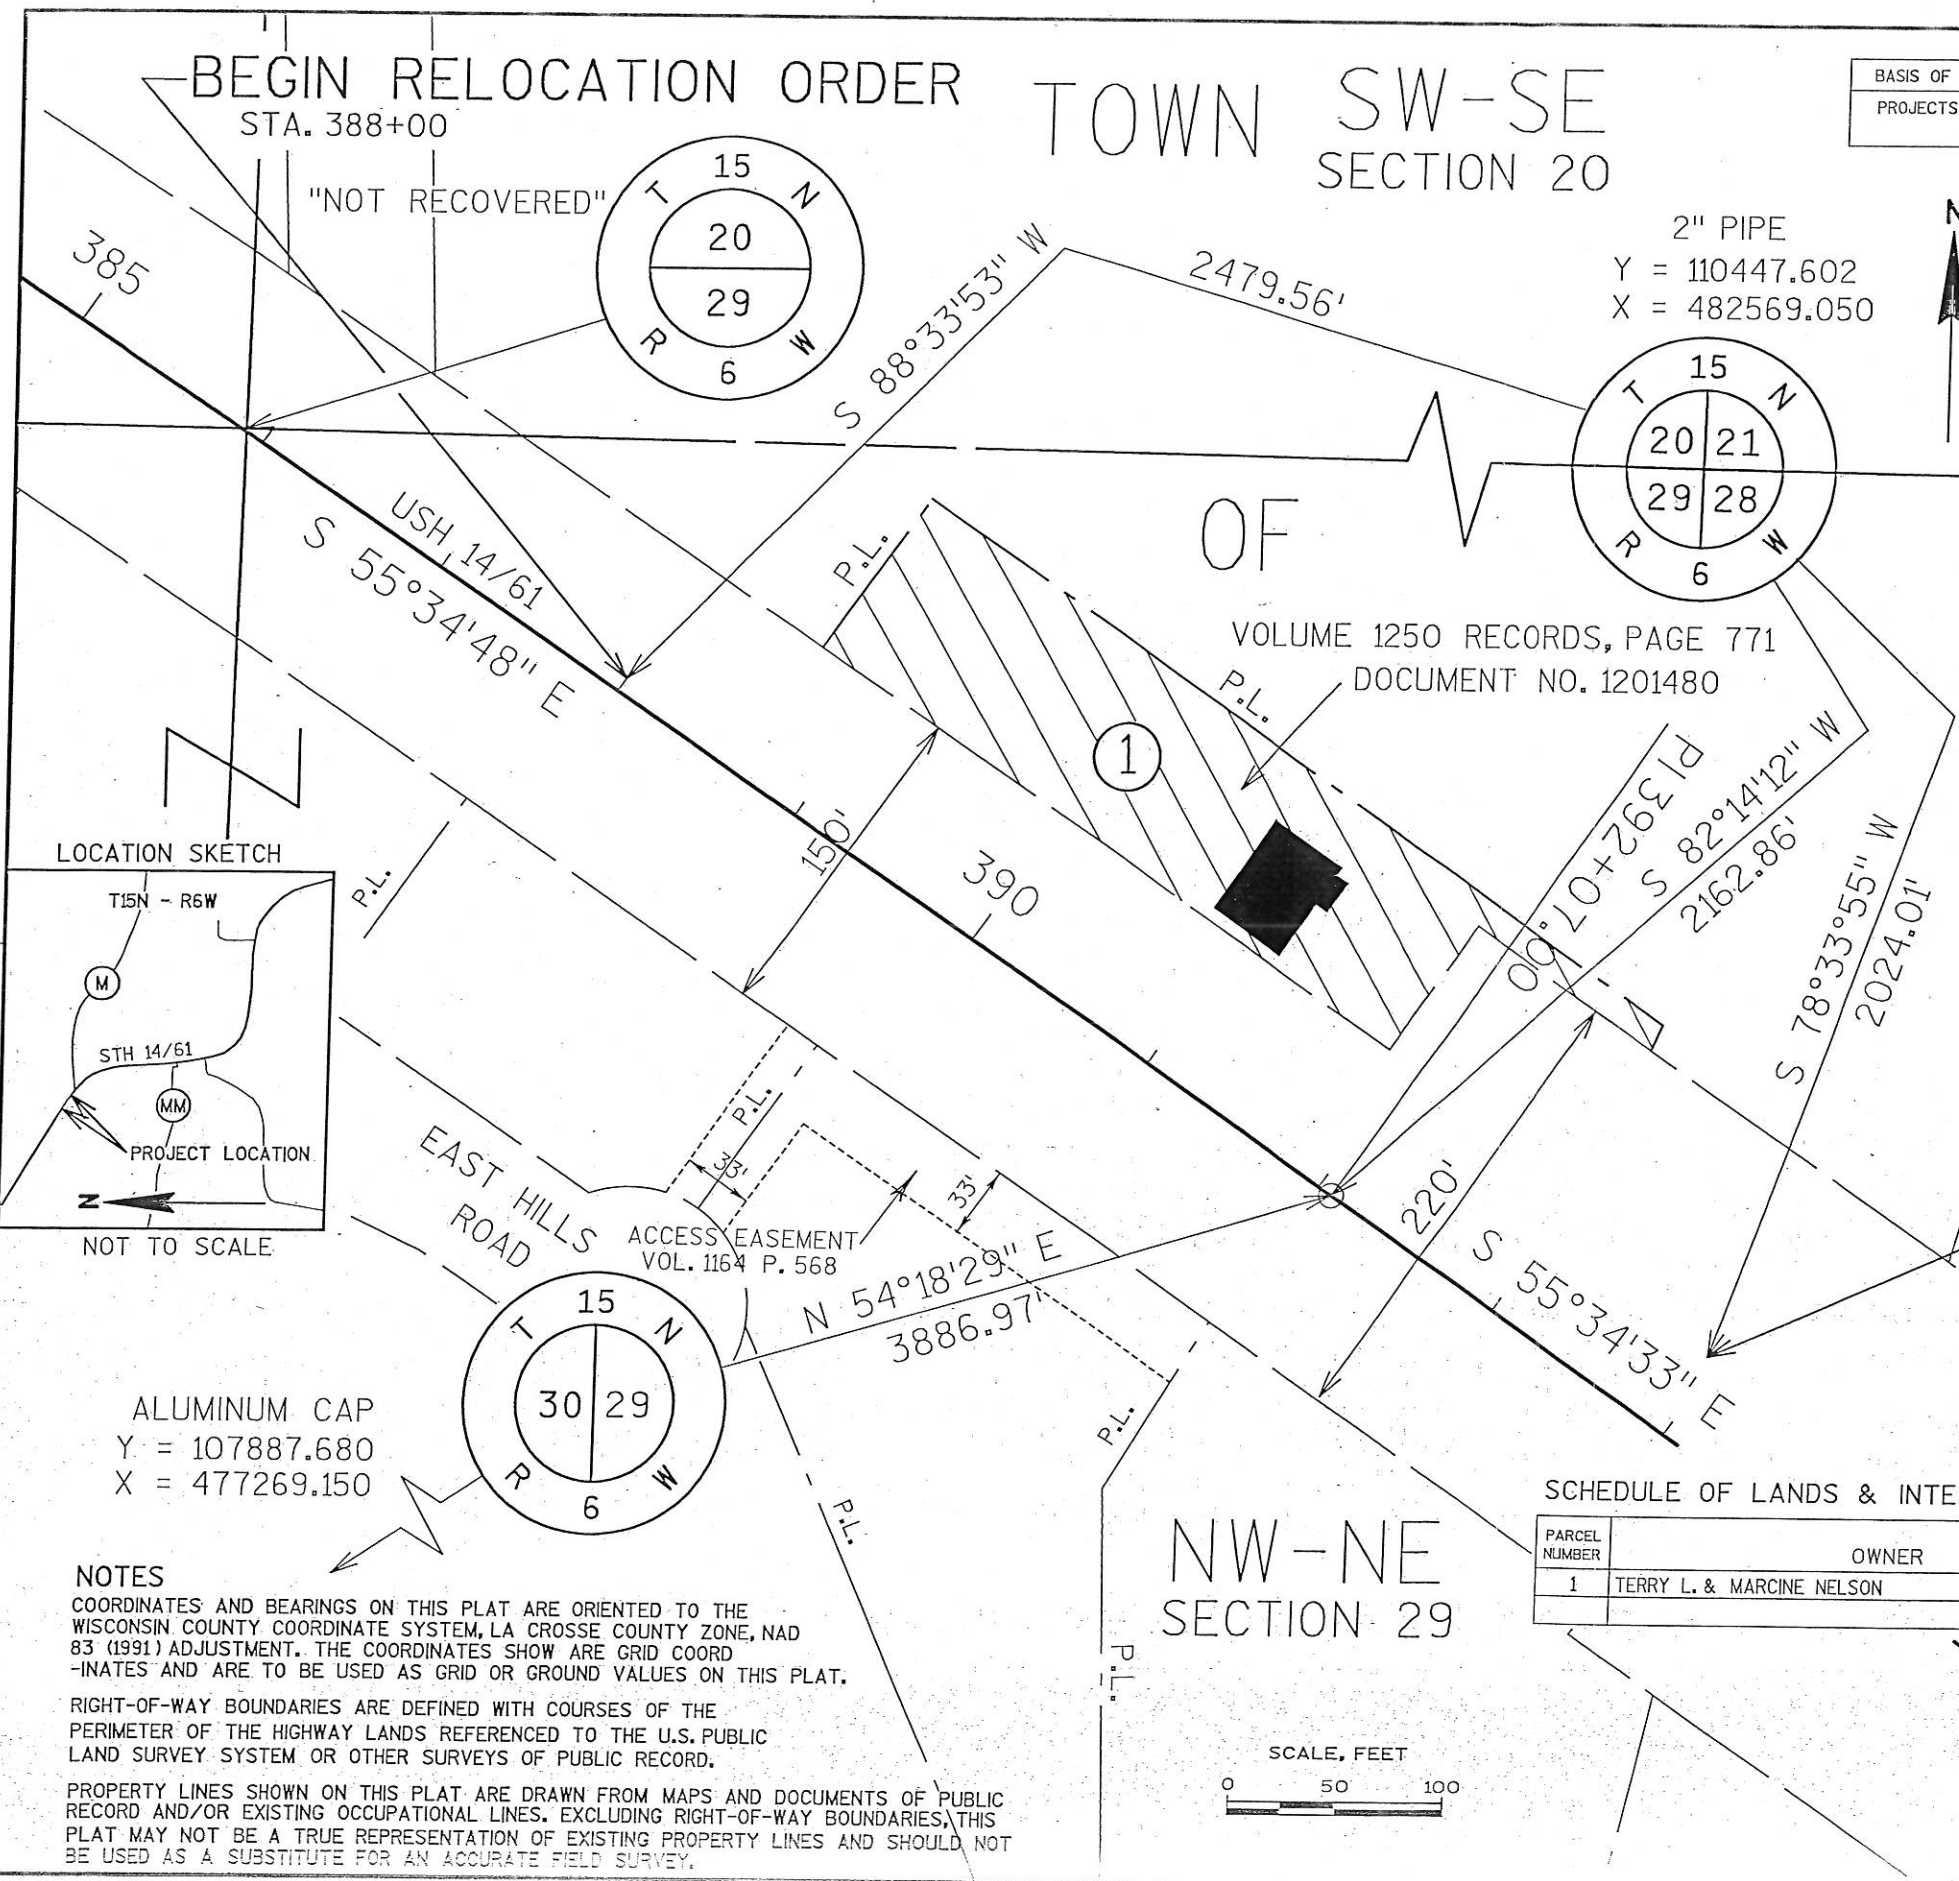 BEGIN RELOCATION ORDER
STA. 388+00
TOWN
SW-SE
SECTION 20
BASIS OF
PROJECTS
"NOT RECOVERED"
T 15 N
20
29
R 6 W
385
S 88°33'53" W
2479.56'
2" PIPE
Y = 110447.602
X = 482569.050
N
T 15 N
20 21
29 28
R 6 W
USH 14/61
S 55°34'48" E
P.L.
OF
VOLUME 1250 RECORDS, PAGE 771
DOCUMENT NO. 1201480
P.L.
1
PI 392+07.60
S 82°14'12" W
2162.86'
S 78°33'55" W
2024.01'
150'
390
LOCATION SKETCH
T15N - R6W
M
STH 14/61
MM
PROJECT LOCATION
N
NOT TO SCALE
P.L.
P.L.
33'
33'
EAST HILLS
ROAD
ACCESS EASEMENT
VOL. 1164 P. 568
N 54°18'29" E
3886.97'
220'
S 55°34'33" E
T 15 N
30 29
R 6 W
ALUMINUM CAP
Y = 107887.680
X = 477269.150
P.L.
P.L.
P.L.
NW-NE
SECTION 29
SCHEDULE OF LANDS & INTE
PARCEL
NUMBER
OWNER
1 TERRY L. & MARCINE NELSON
NOTES
COORDINATES AND BEARINGS ON THIS PLAT ARE ORIENTED TO THE
WISCONSIN COUNTY COORDINATE SYSTEM, LA CROSSE COUNTY ZONE, NAD
83 (1991) ADJUSTMENT. THE COORDINATES SHOW ARE GRID COORD
-INATES AND ARE TO BE USED AS GRID OR GROUND VALUES ON THIS PLAT.
RIGHT-OF-WAY BOUNDARIES ARE DEFINED WITH COURSES OF THE
PERIMETER OF THE HIGHWAY LANDS REFERENCED TO THE U.S. PUBLIC
LAND SURVEY SYSTEM OR OTHER SURVEYS OF PUBLIC RECORD.
PROPERTY LINES SHOWN ON THIS PLAT ARE DRAWN FROM MAPS AND DOCUMENTS OF PUBLIC
RECORD AND/OR EXISTING OCCUPATIONAL LINES. EXCLUDING RIGHT-OF-WAY BOUNDARIES, THIS
PLAT MAY NOT BE A TRUE REPRESENTATION OF EXISTING PROPERTY LINES AND SHOULD NOT
BE USED AS A SUBSTITUTE FOR AN ACCURATE FIELD SURVEY.
SCALE, FEET
0 50 100